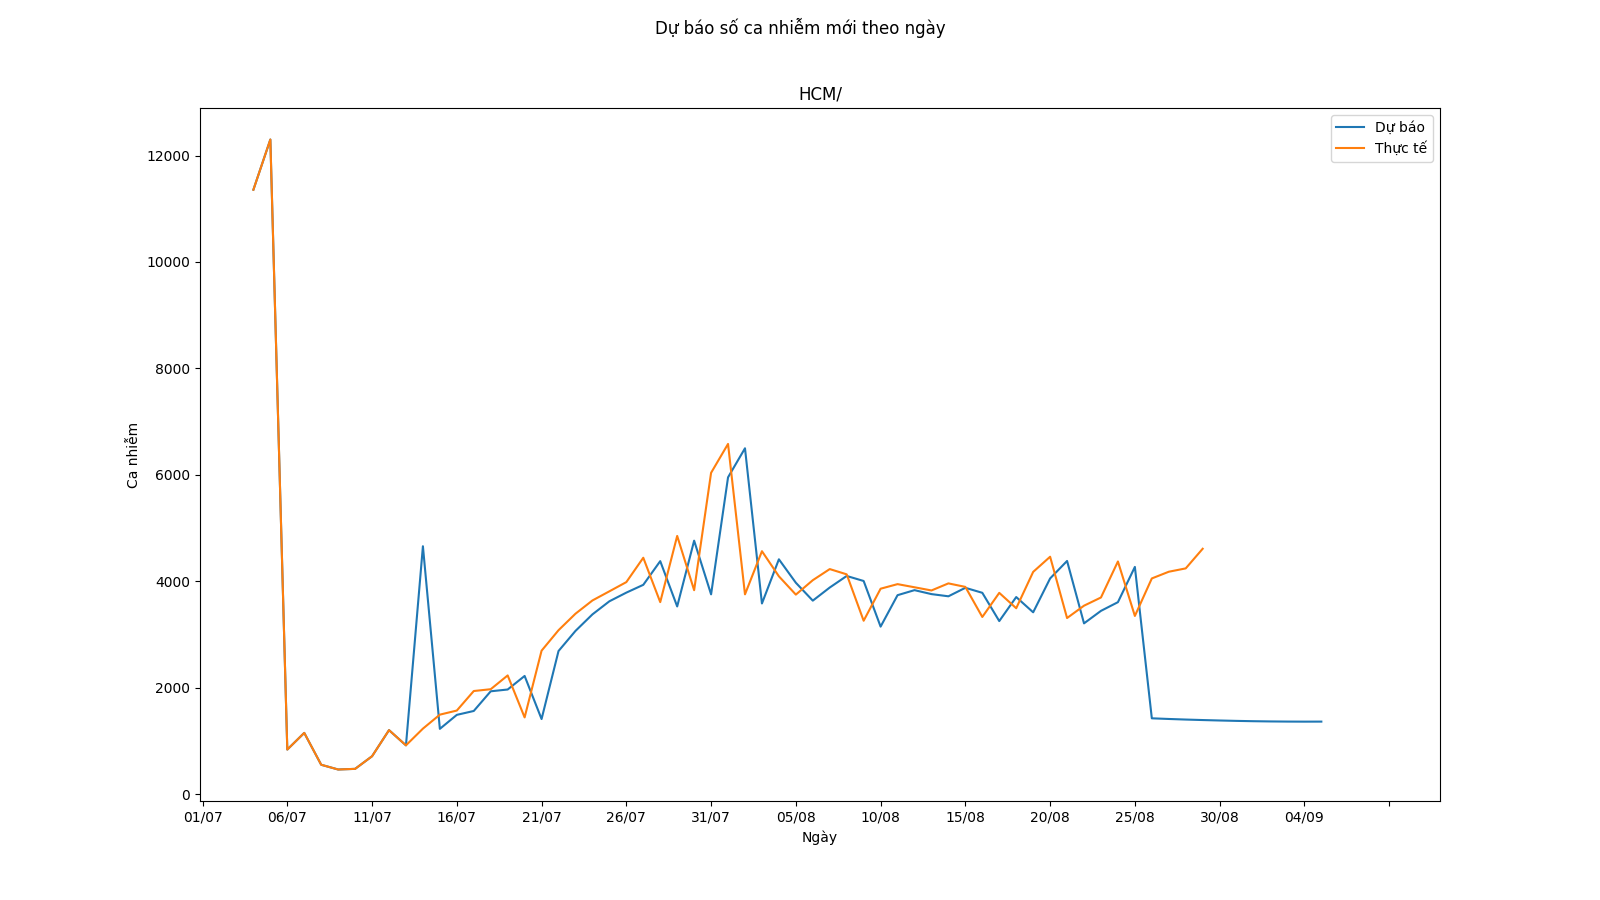 Dự báo số ca nhiễm mới theo ngày
HCM/
Dự báo
Thực tế
12000
10000
8000
6000
4000
2000
0
Ca nhiễm
01/07 06/07 11/07 16/07 21/07 26/07 31/07 05/08 10/08 15/08 20/08 25/08 30/08 04/09
Ngày